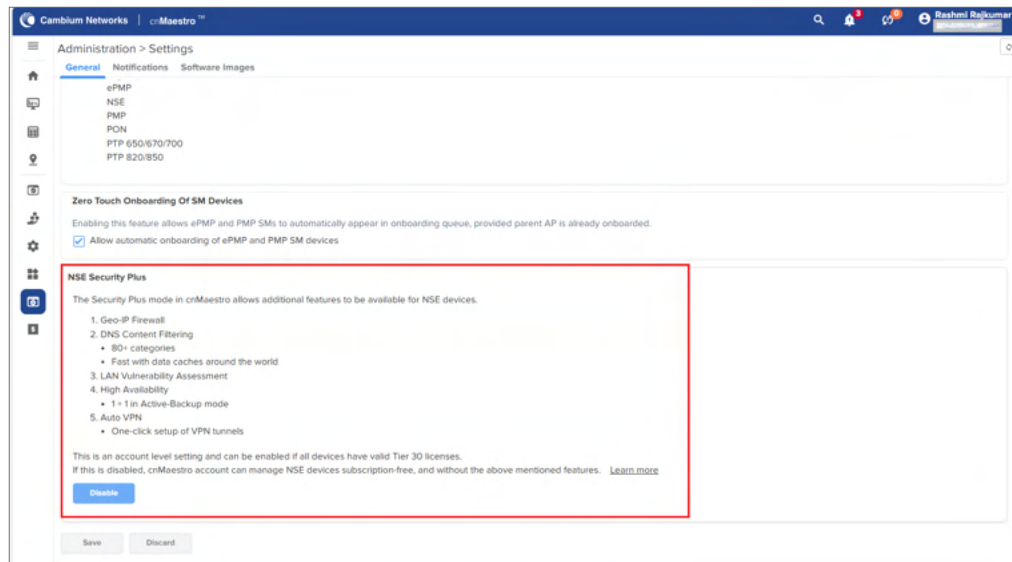 Cambium Networks | cnMaestro™
3
0
Rashmi Rajkumar
Administration > Settings
General Notifications Software Images
ePMP
NSE
PMP
PON
PTP 650/670/700
PTP 820/850
Zero Touch Onboarding Of SM Devices
Enabling this feature allows ePMP and PMP SMs to automatically appear in onboarding queue, provided parent AP is already onboarded.
Allow automatic onboarding of ePMP and PMP SM devices
NSE Security Plus
The Security Plus mode in cnMaestro allows additional features to be available for NSE devices.
1. Geo-IP Firewall
2. DNS Content Filtering
• 80+ categories
• Fast with data caches around the world
3. LAN Vulnerability Assessment
4. High Availability
• 1+1 in Active-Backup mode
5. Auto VPN
• One-click setup of VPN tunnels
This is an account level setting and can be enabled if all devices have valid Tier 30 licenses.
If this is disabled, cnMaestro account can manage NSE devices subscription-free, and without the above mentioned features. Learn more
Disable
Save Discard